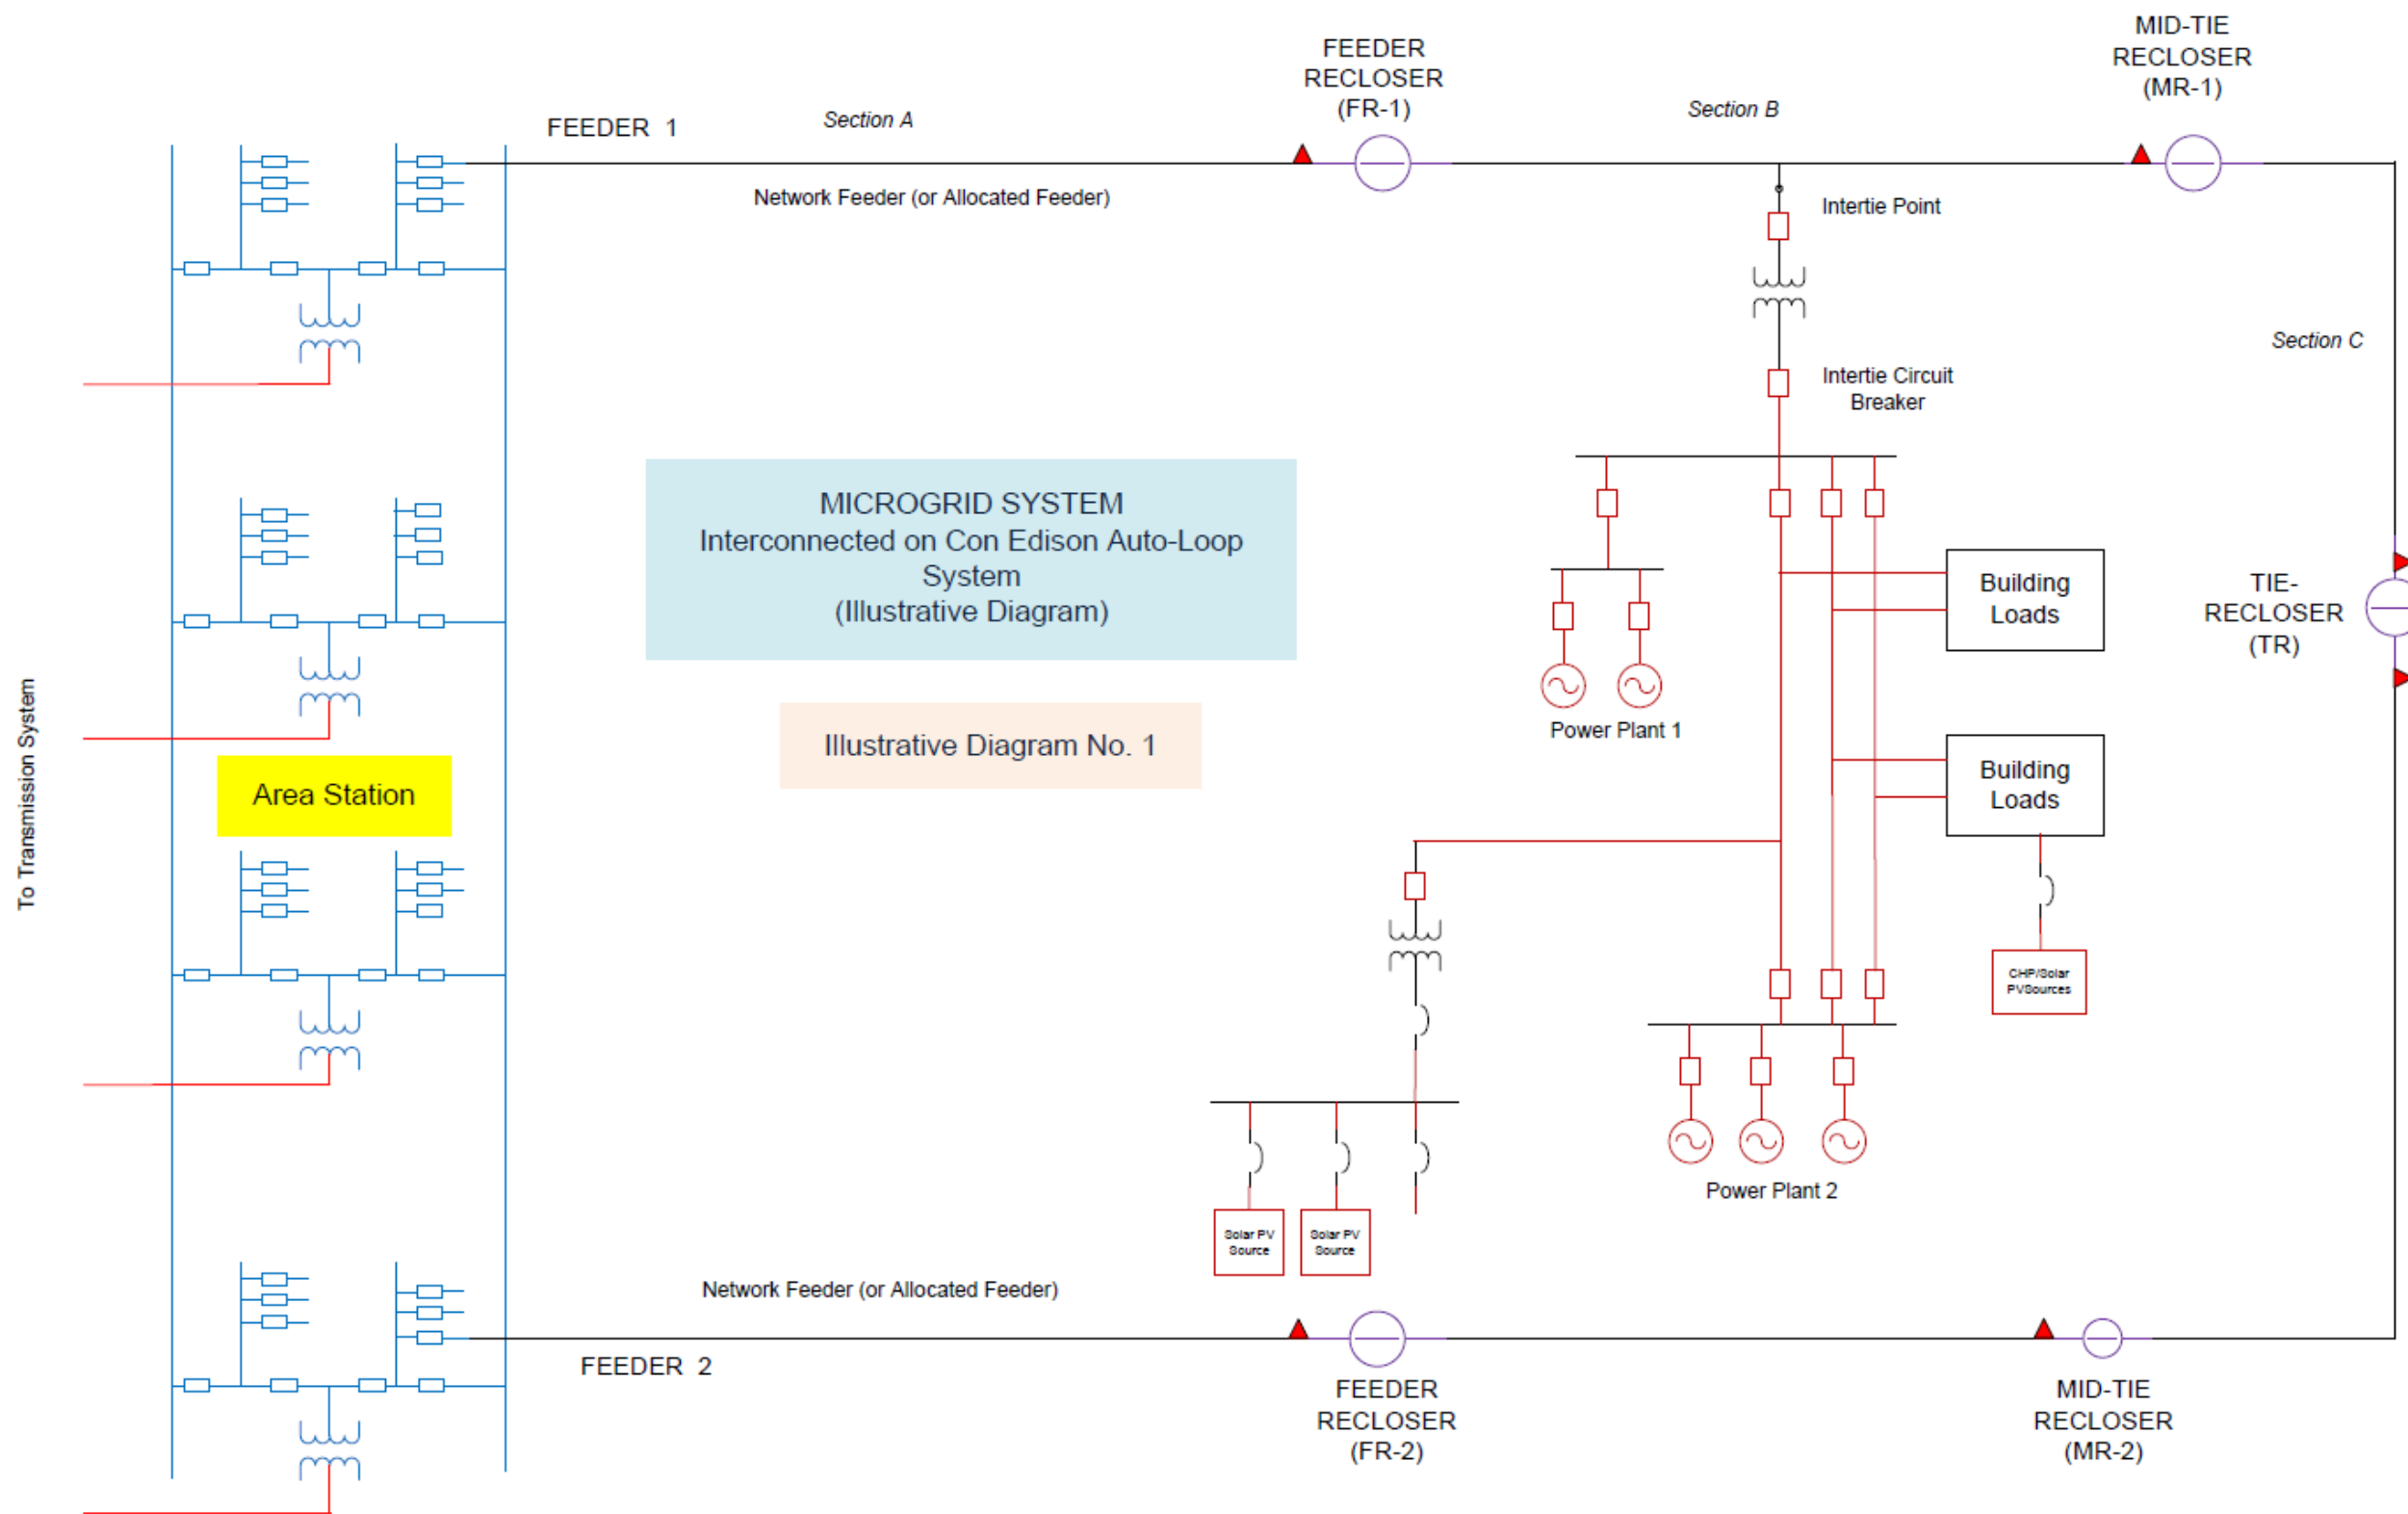 MID-TIE
RECLOSER
(MR-1)
FEEDER
RECLOSER
(FR-1)
Section A
Section B
FEEDER 1
Network Feeder (or Allocated Feeder)
Intertie Point
Section C
Intertie Circuit
Breaker
MICROGRID SYSTEM
Interconnected on Con Edison Auto-Loop
System
(Illustrative Diagram)
Building
Loads
TIE-
RECLOSER
(TR)
To Transmission System
Illustrative Diagram No. 1
Power Plant 1
Area Station
Building
Loads
CHP/Solar
PVSources
Power Plant 2
Solar PV
Source
Solar PV
Source
Network Feeder (or Allocated Feeder)
FEEDER 2
FEEDER
RECLOSER
(FR-2)
MID-TIE
RECLOSER
(MR-2)